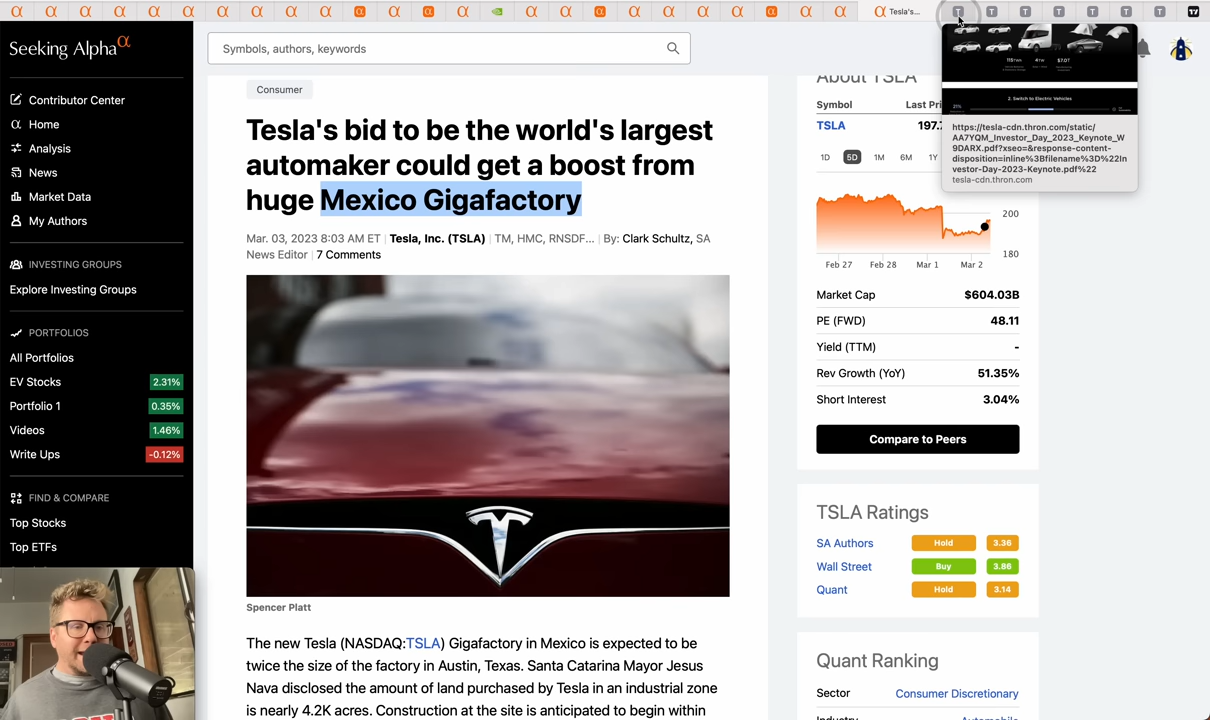 Tesla's...
Seeking Alphaα
Symbols, authors, keywords
Contributor Center
Home
Analysis
News
Market Data
My Authors
INVESTING GROUPS
Explore Investing Groups
PORTFOLIOS
All Portfolios
EV Stocks 2.31%
Portfolio 1 0.35%
Videos 1.46%
Write Ups -0.12%
FIND & COMPARE
Top Stocks
Top ETFs
Consumer
Tesla's bid to be the world's largest
automaker could get a boost from
huge Mexico Gigafactory
Mar. 03, 2023 8:03 AM ET | Tesla, Inc. (TSLA) | TM, HMC, RNSDF... | By: Clark Schultz, SA
News Editor | 7 Comments
Spencer Platt
The new Tesla (NASDAQ:TSLA) Gigafactory in Mexico is expected to be
twice the size of the factory in Austin, Texas. Santa Catarina Mayor Jesus
Nava disclosed the amount of land purchased by Tesla in an industrial zone
is nearly 4.2K acres. Construction at the site is anticipated to begin within
2. Switch to Electric Vehicles
21%
https://tesla-cdn.thron.com/static/
AA7YQM_Investor_Day_2023_Keynote_W
9DARX.pdf?xseo=&response-content-
disposition=inline%3Bfilename%3D%22In
vestor-Day-2023-Keynote.pdf%22
tesla-cdn.thron.com
About TSLA
Symbol Last Pri
TSLA 197.7
1D 5D 1M 6M 1Y
200
180
Feb 27 Feb 28 Mar 1 Mar 2
Market Cap $604.03B
PE (FWD) 48.11
Yield (TTM) -
Rev Growth (YoY) 51.35%
Short Interest 3.04%
Compare to Peers
TSLA Ratings
SA Authors Hold 3.36
Wall Street Buy 3.86
Quant Hold 3.14
Quant Ranking
Sector Consumer Discretionary
Industry Automobile